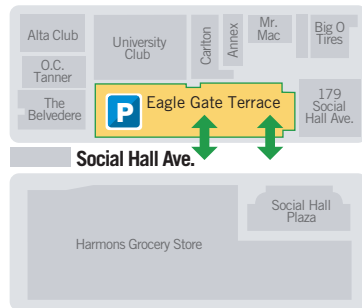 Alta Club
University
Club
Carlton
Annex
Mr.
Mac
Big O
Tires
O.C.
Tanner
The
Belvedere
P
Eagle Gate Terrace
179
Social
Hall Ave.
Social Hall Ave.
Harmons Grocery Store
Social Hall
Plaza